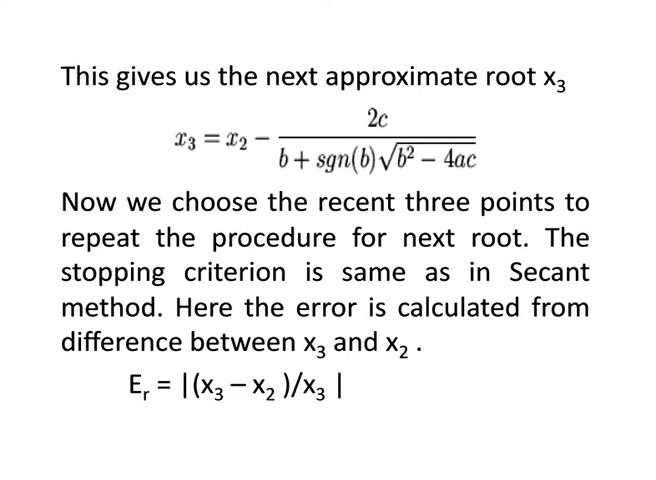 This gives us the next approximate root x₃
x₃ = x₂ − 2c / (b + sgn(b)√(b² − 4ac))
Now we choose the recent three points to
repeat the procedure for next root. The
stopping criterion is same as in Secant
method. Here the error is calculated from
difference between x₃ and x₂ .
Eᵣ = |(x₃ – x₂ )/x₃ |